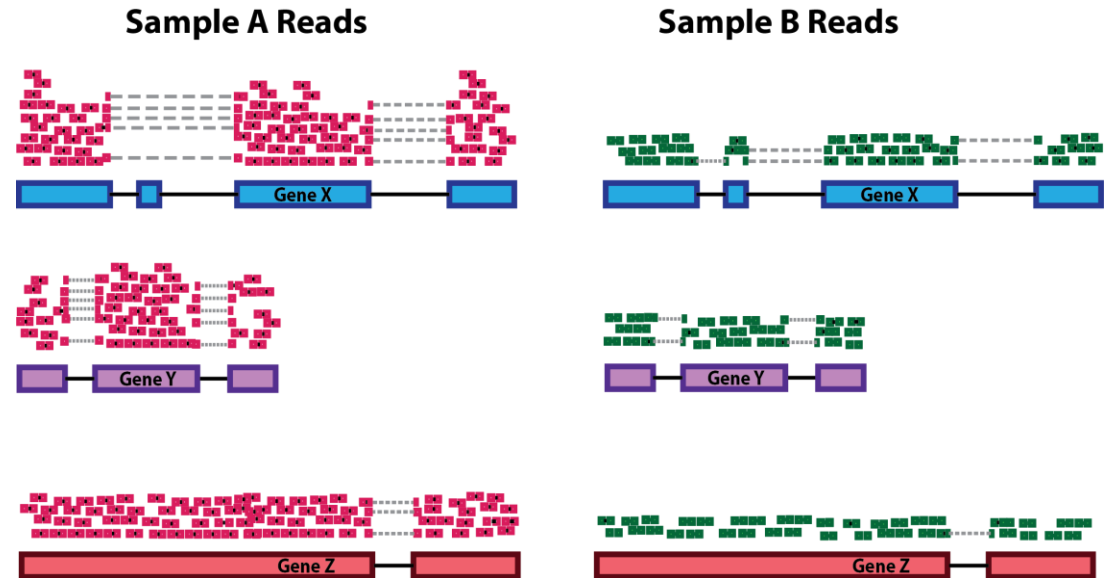 Sample A Reads
Sample B Reads
Gene X
Gene X
Gene Y
Gene Y
Gene Z
Gene Z